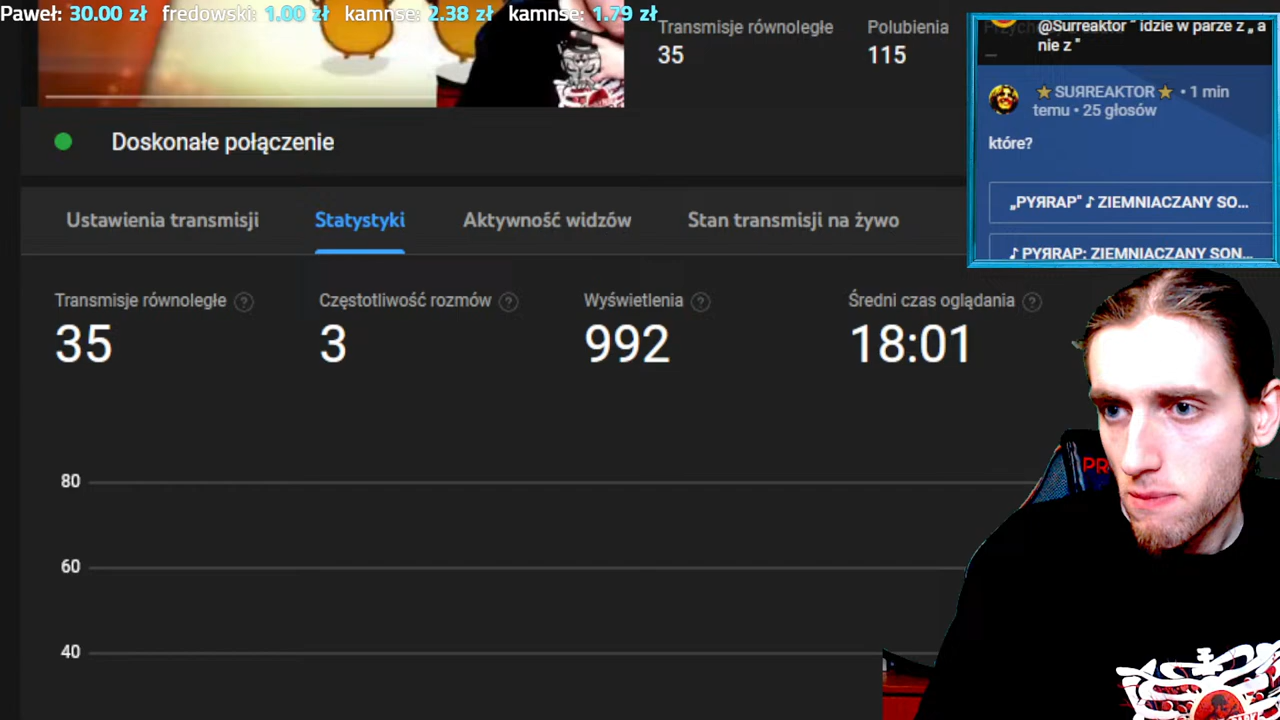 Paweł: 30.00 zł fredowski: 1.00 zł kamnse: 2.38 zł kamnse: 1.79 zł
Transmisje równoległe
35
Polubienia
115
@Surreaktor " idzie w parze z „ a
nie z "
⭐ SUЯREAKTOR ⭐ • 1 min
temu • 25 głosów
które?
„PYЯRAP" ♪ ZIEMNIACZANY SO...
♪ PYЯRAP: ZIEMNIACZANY SON...
Doskonałe połączenie
Ustawienia transmisji
Statystyki
Aktywność widzów
Stan transmisji na żywo
Transmisje równoległe
35
Częstotliwość rozmów
3
Wyświetlenia
992
Średni czas oglądania
18:01
80
60
40
PR